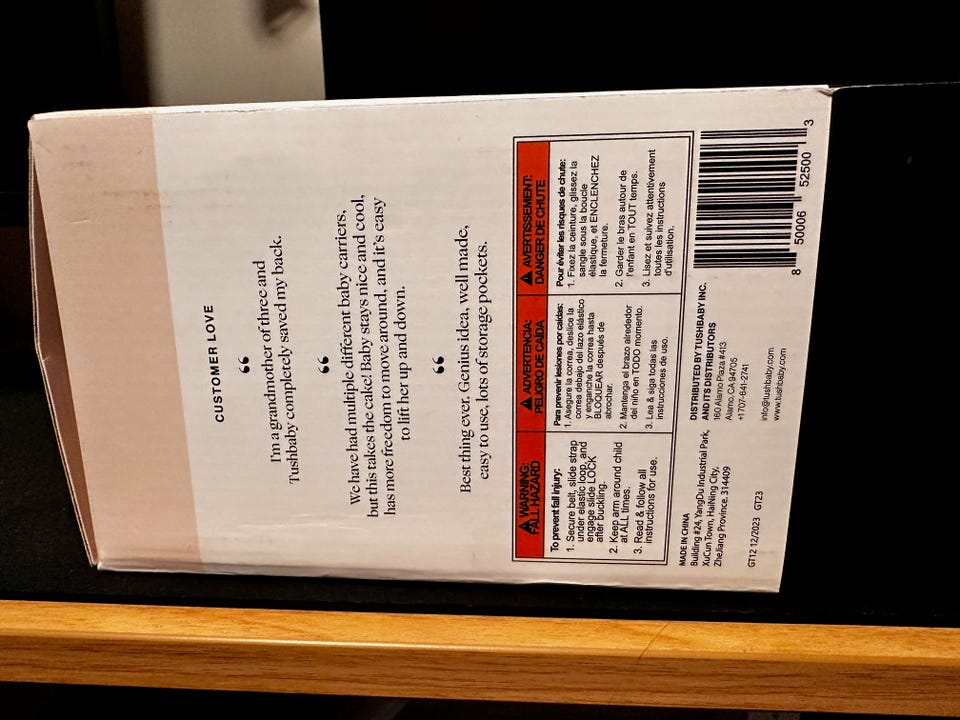 CUSTOMER LOVE
“
I'm a grandmother of three and
Tushbaby completely saved my back.
“
We have had multiple different baby carriers,
but this takes the cake! Baby stays nice and cool,
has more freedom to move around, and it's easy
to lift her up and down.
“
Best thing ever. Genius idea, well made,
easy to use, lots of storage pockets.
WARNING:
FALL HAZARD
To prevent fall injury:
1. Secure belt, slide strap
under elastic loop, and
engage slide LOCK
after buckling.
2. Keep arm around child
at ALL times.
3. Read & follow all
instructions for use.
ADVERTENCIA:
PELIGRO DE CAÍDA
Para prevenir lesiones por caídas:
1. Asegure la correa, deslice la
correa debajo del lazo elástico
y enganche la correa hasta
BLOQUEAR después de
abrochar.
2. Mantenga el brazo alrededor
del niño en TODO momento.
3. Lea & siga todas las
instrucciones de uso.
AVERTISSEMENT:
DANGER DE CHUTE
Pour éviter les risques de chute:
1. Fixez la ceinture, glissez la
sangle sous la boucle
élastique, et ENCLENCHEZ
la fermeture.
2. Garder le bras autour de
l'enfant en TOUT temps.
3. Lisez et suivez attentivement
toutes les instructions
d'utilisation.
MADE IN CHINA
Building #24, YangDu Industrial Park,
XuCun Town, HaiNing City,
ZheJiang Province. 314409
GT12 12/2023 GT23
DISTRIBUTED BY TUSHBABY INC.
AND ITS DISTRIBUTORS
160 Alamo Plaza #413
Alamo, CA 94705
+1707-641-2741
info@tushbaby.com
www.tushbaby.com
8 50006 52500 3